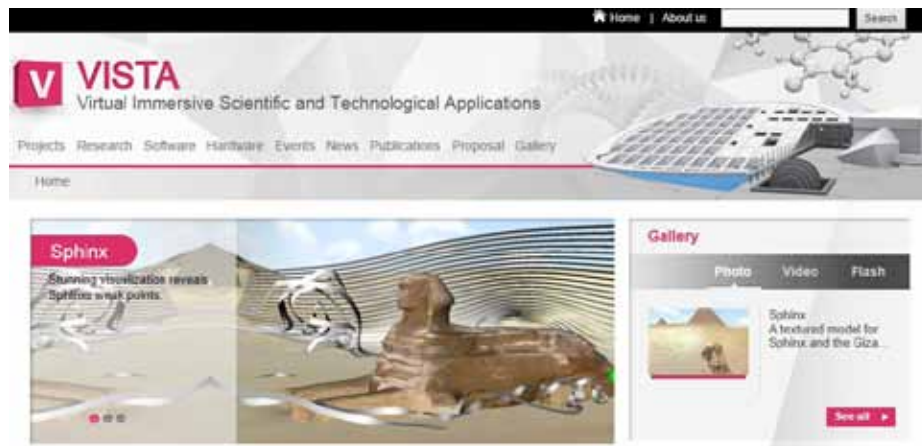 Home | About us Search
V VISTA
Virtual Immersive Scientific and Technological Applications
Projects Research Software Hardware Events News Publications Proposal Gallery
Home
Sphinx
Stunning visualization reveals
Sphinxs weak points.
Gallery
Photo Video Flash
Sphinx
A textured model for
Sphinx and the Giza...
See all